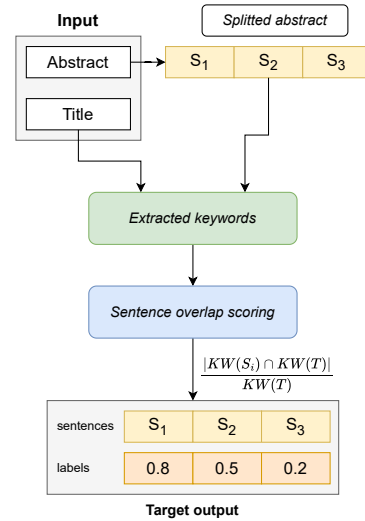 Input
Splitted abstract
Abstract
S1 S2 S3
Title
Extracted keywords
Sentence overlap scoring
|KW(Si) ∩ KW(T)|
KW(T)
sentences S1 S2 S3
labels 0.8 0.5 0.2
Target output